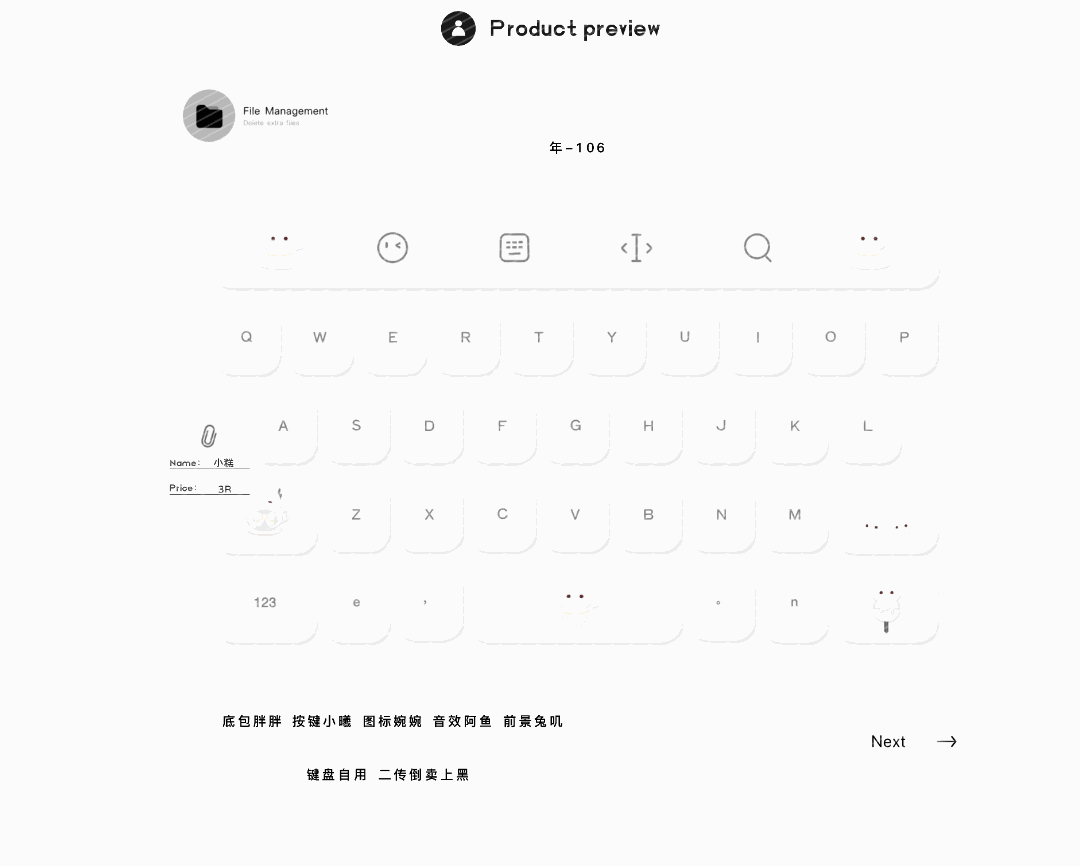 Product preview
File Management
Delete extra files
年-106
Q W E R T Y U I O P
A S D F G H J K L
Name: 小糕
Price: 3R
Z X C V B N M
123 e , 。 n
底包胖胖 按键小曦 图标婉婉 音效阿鱼 前景兔叽
Next
键盘自用 二传倒卖上黑